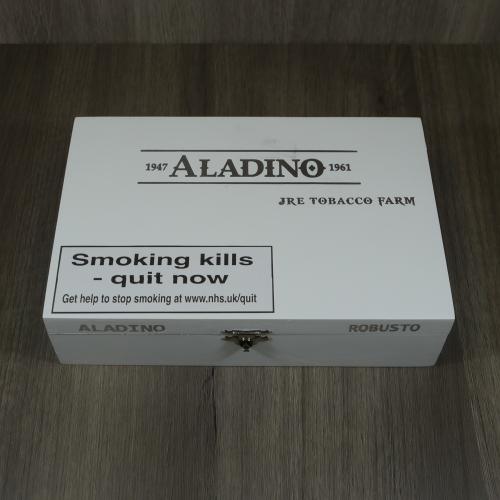 1947 ALADINO 1961
JRE TOBACCO FARM
Smoking kills
- quit now
Get help to stop smoking at www.nhs.uk/quit
ALADINO ROBUSTO